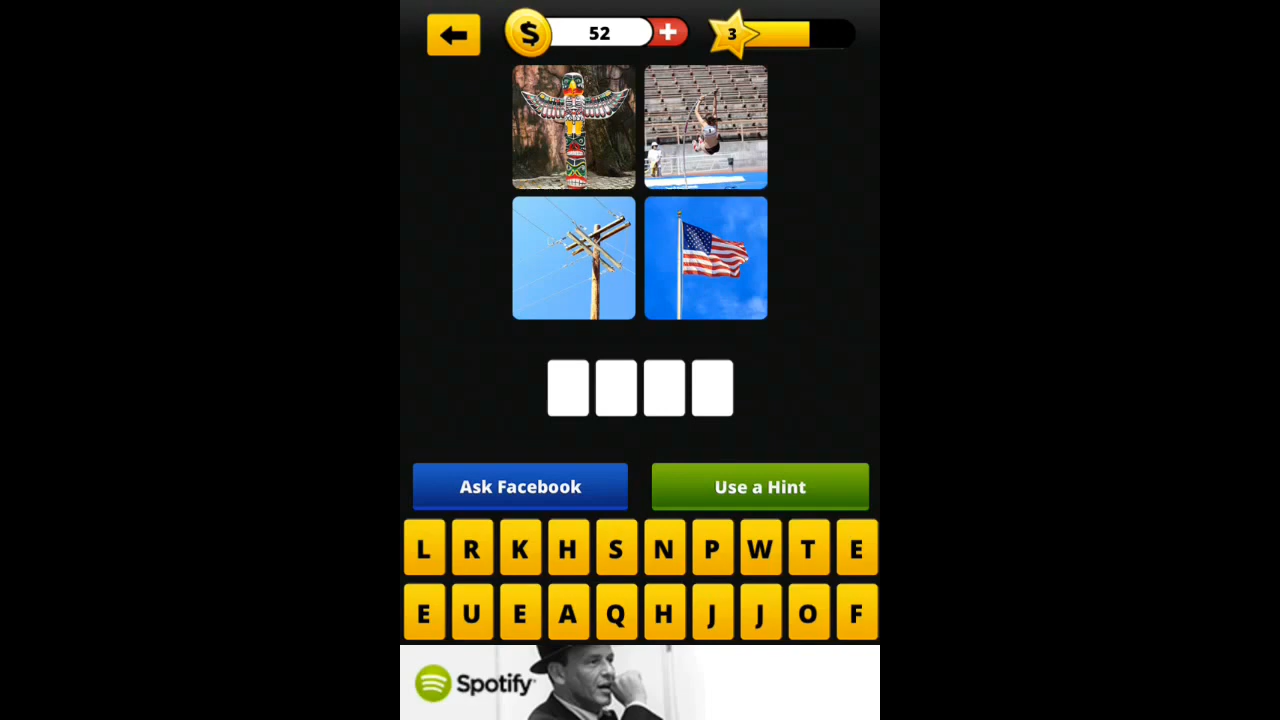 52
3
Ask Facebook
Use a Hint
L R K H S N P W T E
E U E A Q H J J O F
Spotify